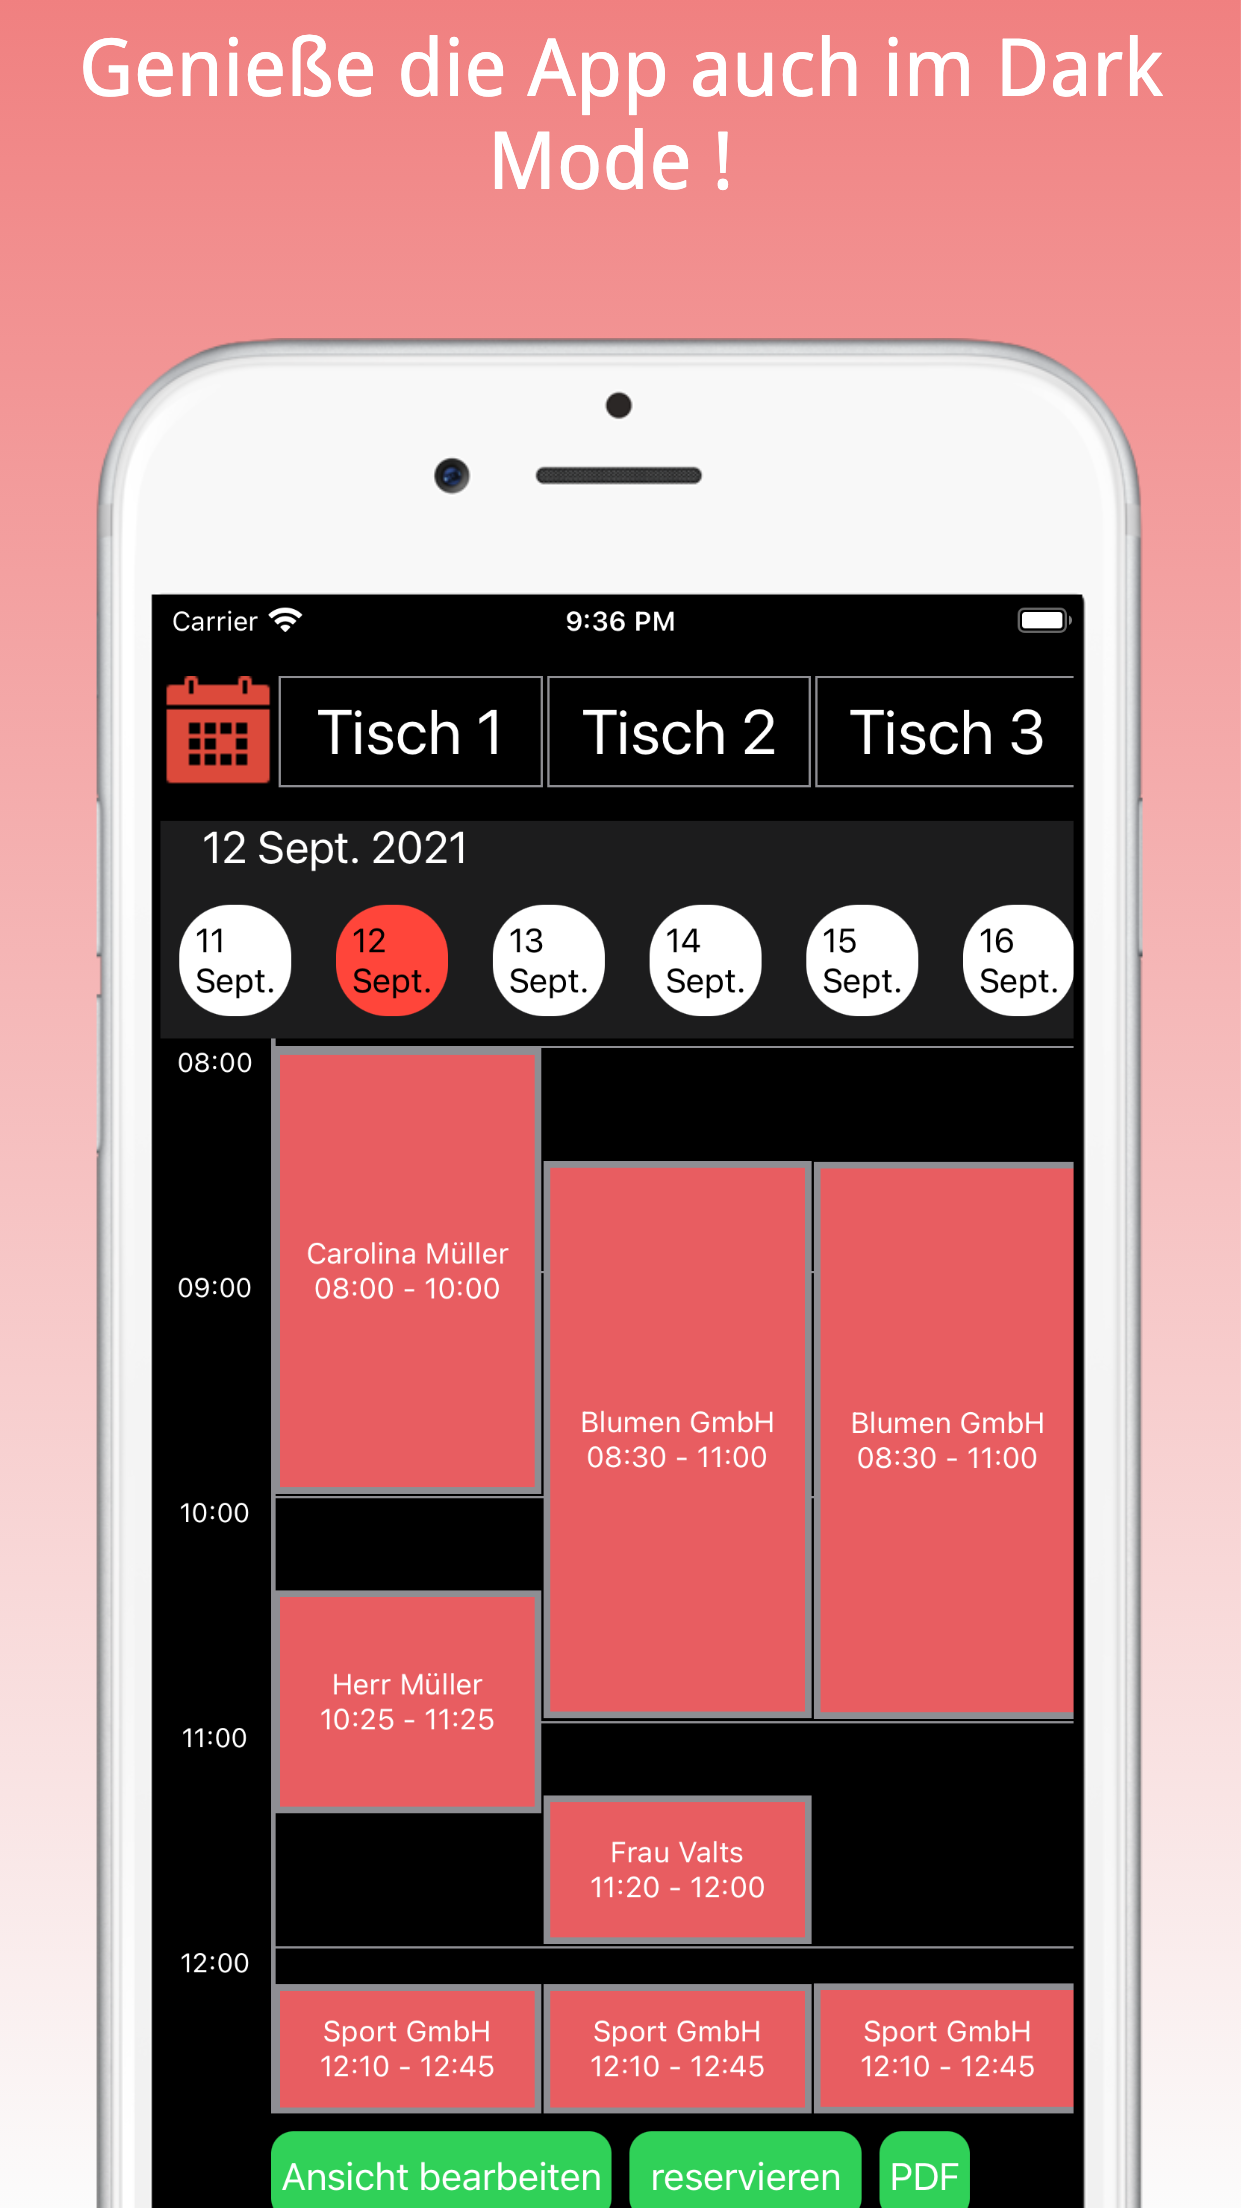 Genieße die App auch im Dark
Mode !
Carrier
9:36 PM
Tisch 1
Tisch 2
Tisch 3
12 Sept. 2021
11
Sept.
12
Sept.
13
Sept.
14
Sept.
15
Sept.
16
Sept.
08:00
Carolina Müller
08:00 - 10:00
09:00
Blumen GmbH
08:30 - 11:00
Blumen GmbH
08:30 - 11:00
10:00
Herr Müller
10:25 - 11:25
11:00
Frau Valts
11:20 - 12:00
12:00
Sport GmbH
12:10 - 12:45
Sport GmbH
12:10 - 12:45
Sport GmbH
12:10 - 12:45
Ansicht bearbeiten
reservieren
PDF